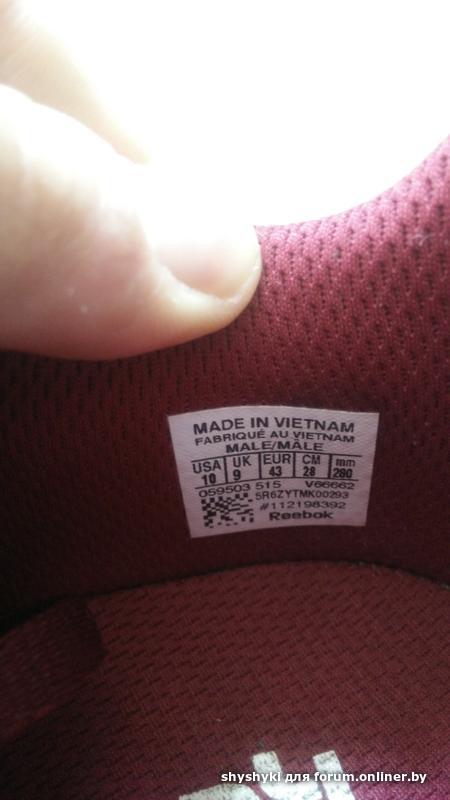 MADE IN VIETNAM
FABRIQUÉ AU VIETNAM
MALE/MÂLE
USA UK EUR CM mm
10 9 43 28 280
059503 515 V66662
5R6ZYTMK00293
#112198392
Reebok
shyshyki для forum.onliner.by